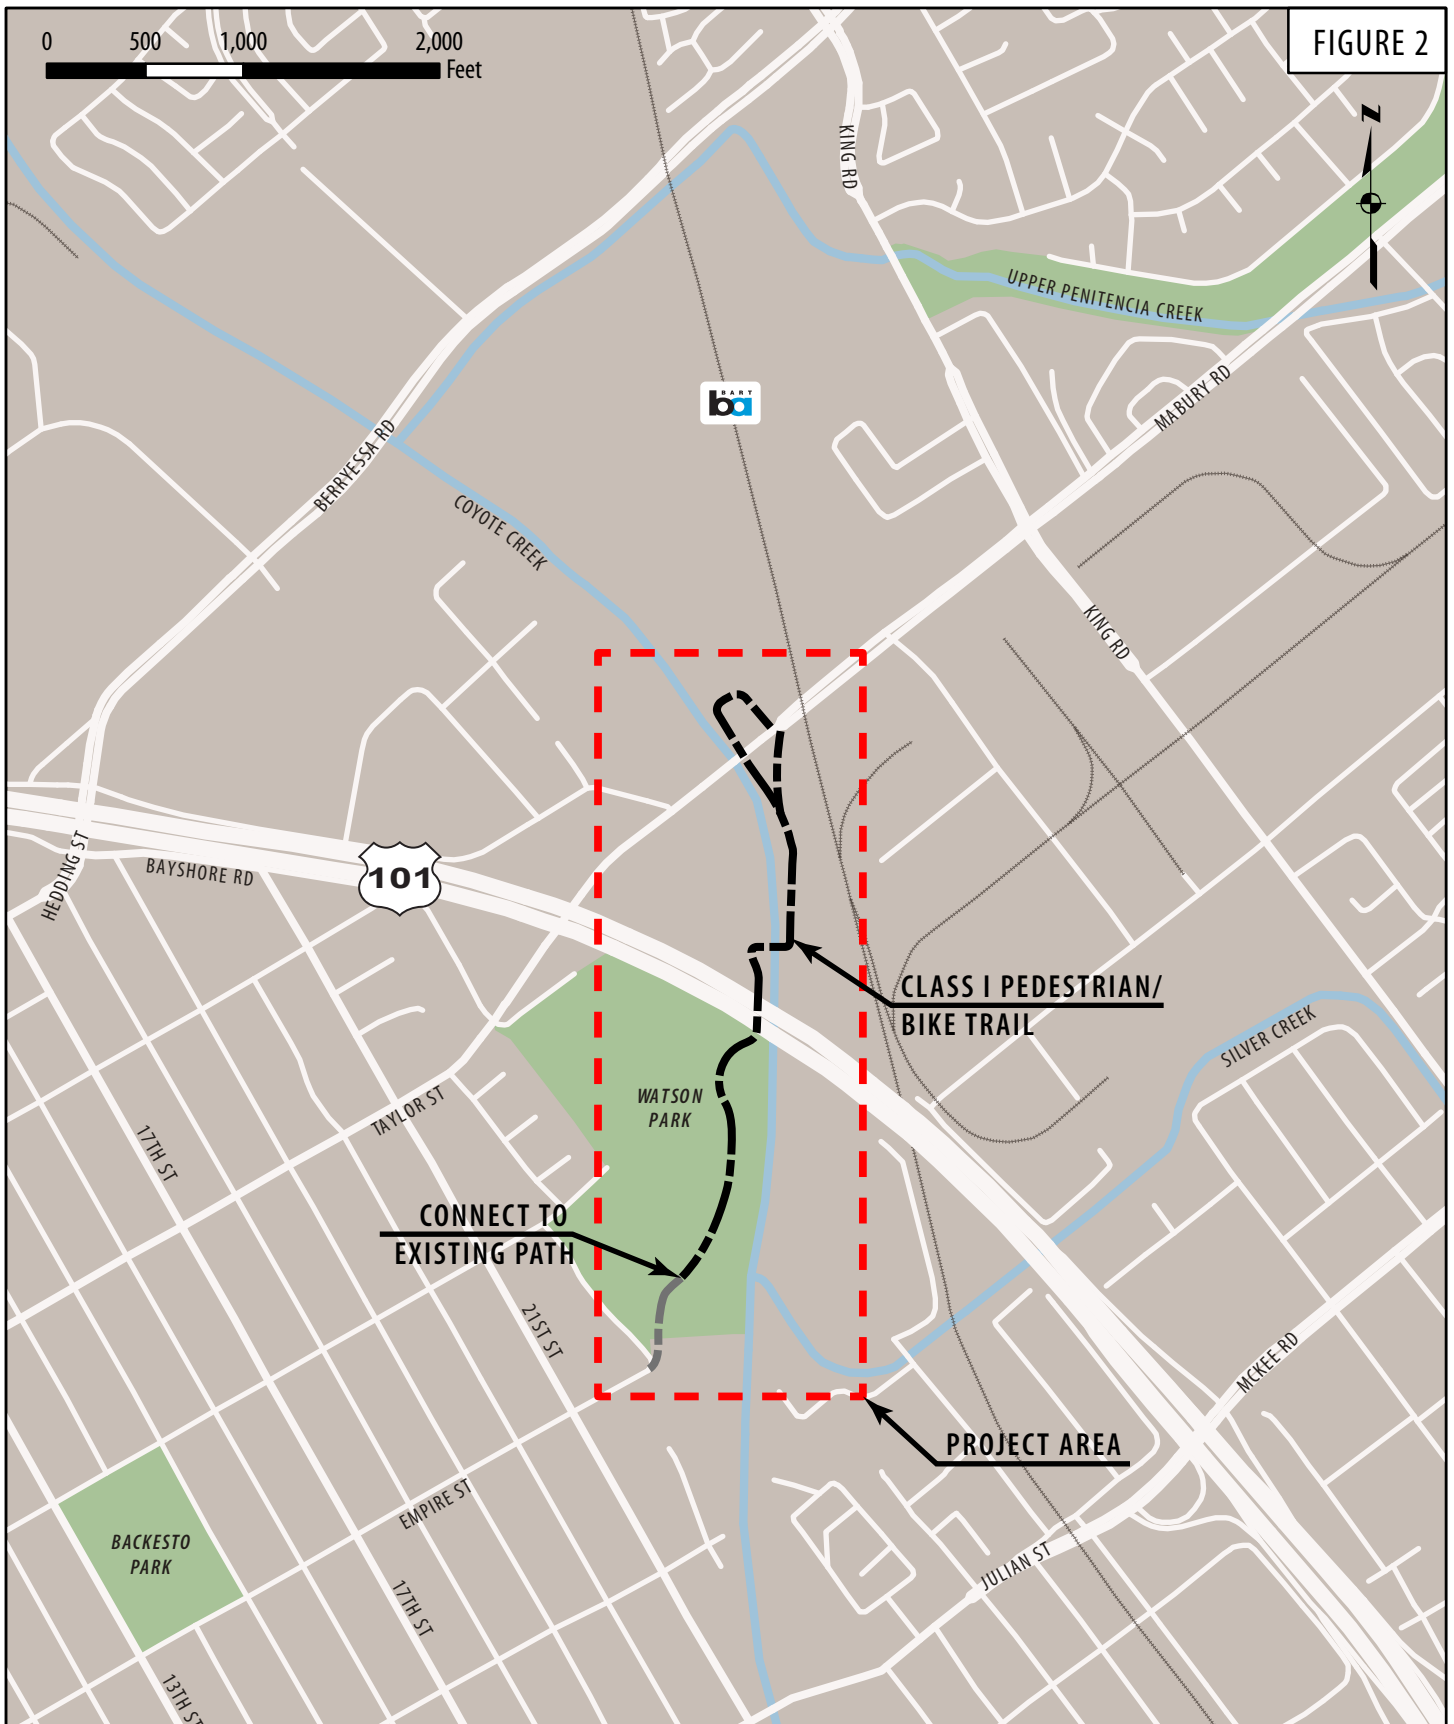 0 500 1,000 2,000
Feet
FIGURE 2
N
KING RD
UPPER PENITENCIA CREEK
BART
ba
MABURY RD
BERRYESSA RD
COYOTE CREEK
KING RD
HEDDING ST
BAYSHORE RD
101
CLASS I PEDESTRIAN/
BIKE TRAIL
SILVER CREEK
WATSON
PARK
TAYLOR ST
17TH ST
CONNECT TO
EXISTING PATH
21ST ST
MCKEE RD
PROJECT AREA
EMPIRE ST
BACKESTO
PARK
JULIAN ST
17TH ST
13TH ST